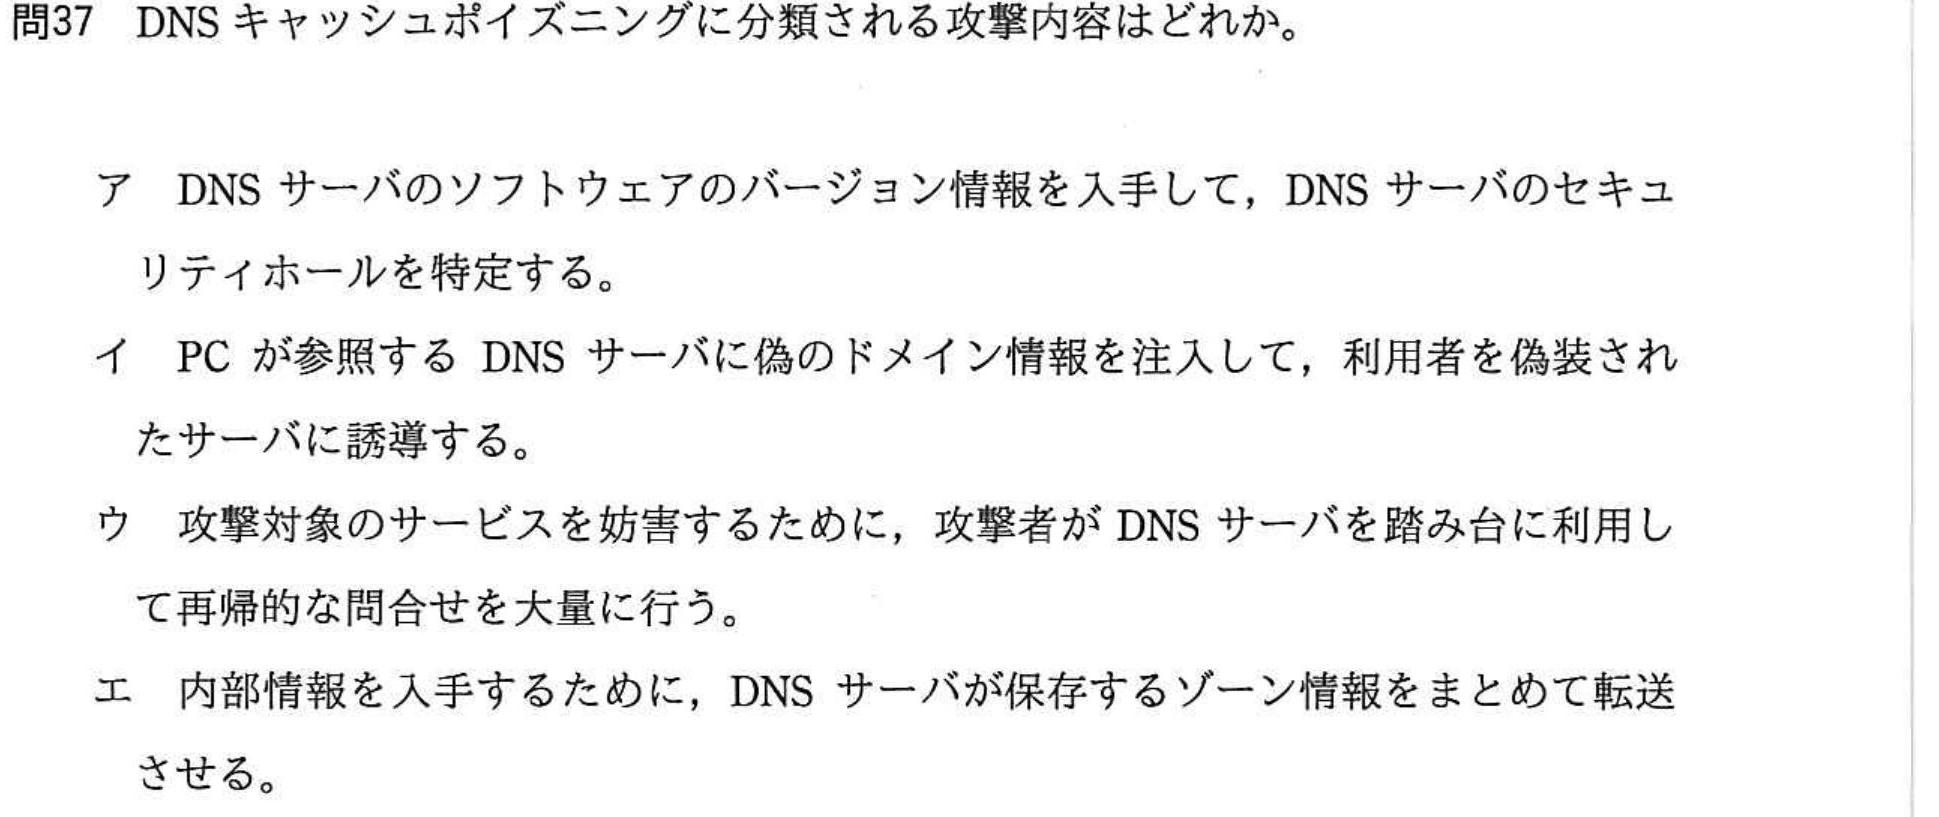 問37 DNSキャッシュポイズニングに分類される攻撃内容はどれか。
ア DNS サーバのソフトウェアのバージョン情報を入手して，DNS サーバのセキュ
リティホールを特定する。
イ PC が参照する DNS サーバに偽のドメイン情報を注入して，利用者を偽装され
たサーバに誘導する。
ウ 攻撃対象のサービスを妨害するために，攻撃者が DNS サーバを踏み台に利用し
て再帰的な問合せを大量に行う。
エ 内部情報を入手するために，DNS サーバが保存するゾーン情報をまとめて転送
させる。